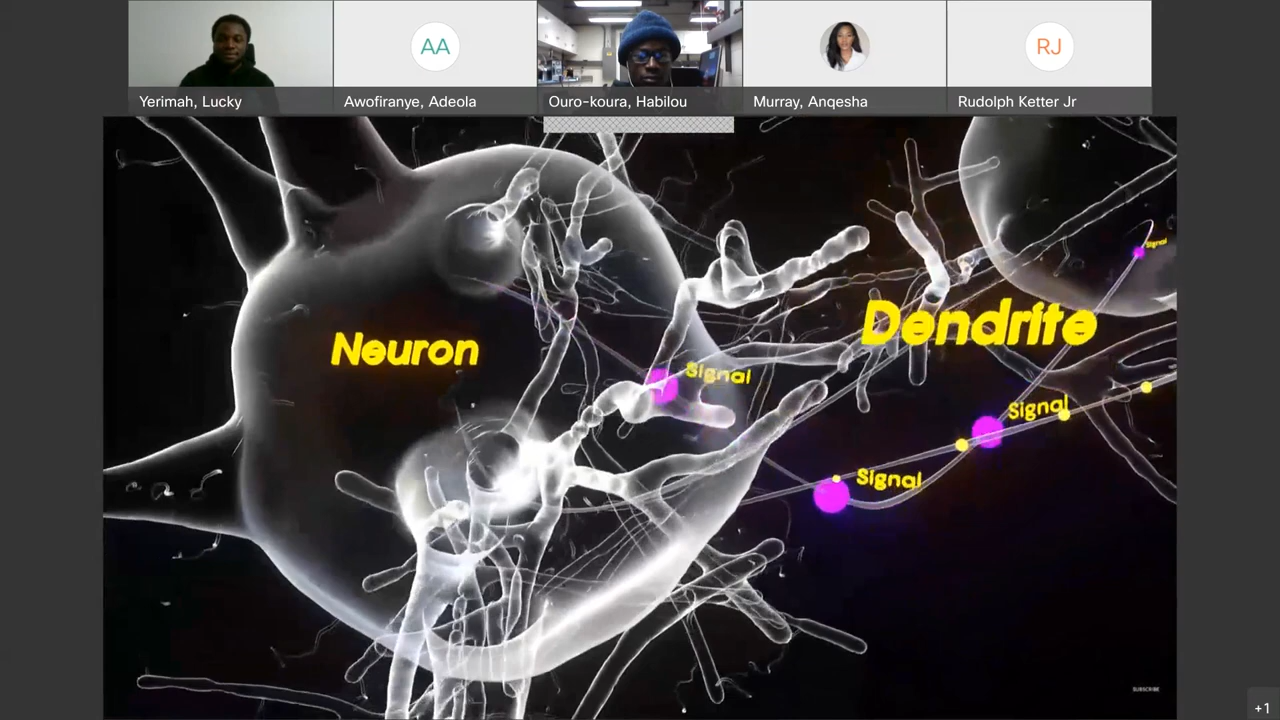 AA
RJ
Yerimah, Lucky
Awofiranye, Adeola
Ouro-koura, Habilou
Murray, Anqesha
Rudolph Ketter Jr
Signal
Dendrite
Neuron
Signal
Signal
Signal
SUBSCRIBE
+1